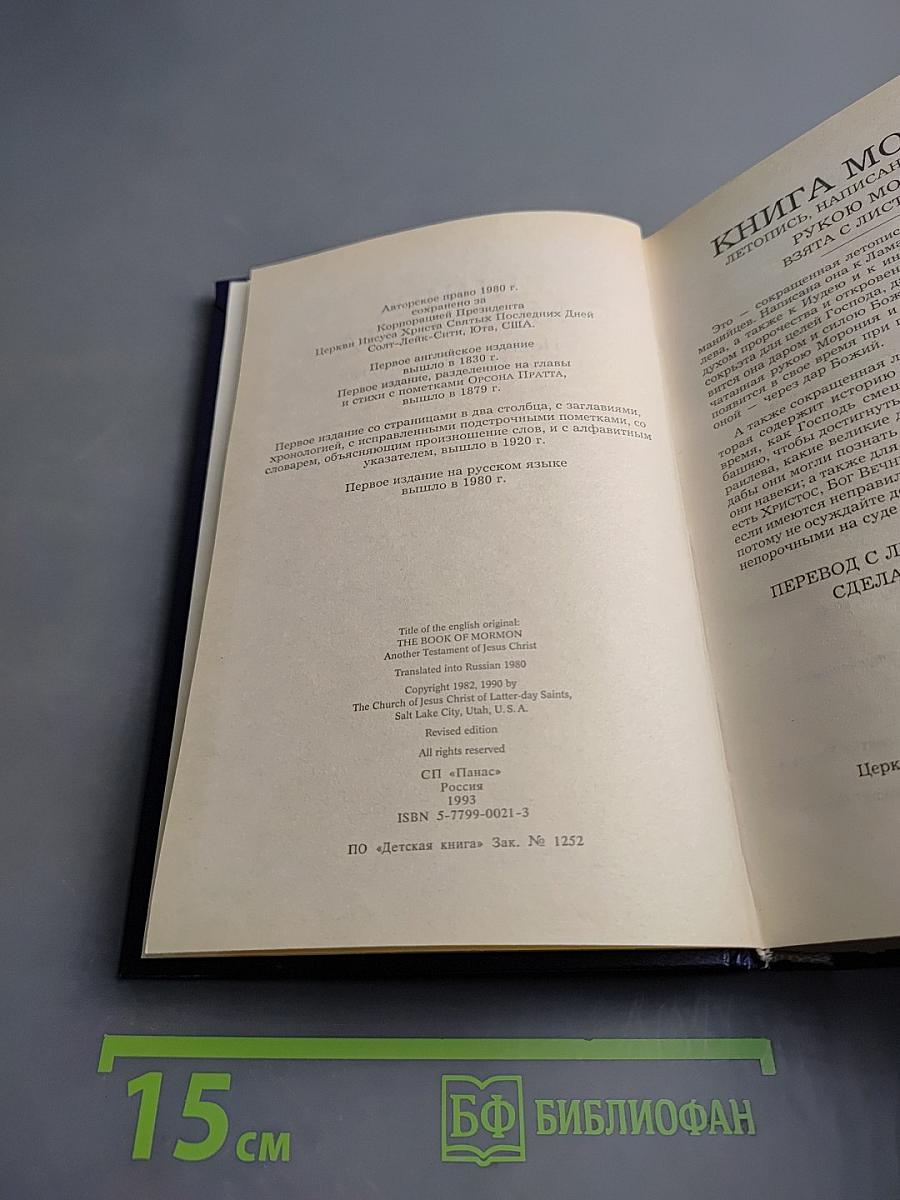 Авторское право 1980 г.
сохранено за
Корпорацией Президента
Церкви Иисуса Христа Святых Последних Дней
Солт-Лейк-Сити, Юта, США.
Первое английское издание
вышло в 1830 г.
Первое издание, разделенное на главы
и стихи с пометками Орсона Пратта,
вышло в 1879 г.
Первое издание со страницами в два столбца, с заглавиями,
хронологией, с исправленными подстрочными пометками, со
словарем, объясняющим произношение слов, и с алфавитным
указателем, вышло в 1920 г.
Первое издание на русском языке
вышло в 1980 г.
Title of the english original:
THE BOOK OF MORMON
Another Testament of Jesus Christ
Translated into Russian 1980
Copyright 1982, 1990 by
The Church of Jesus Christ of Latter-day Saints,
Salt Lake City, Utah, U.S.A.
Revised edition
All rights reserved
СП «Панас»
Россия
1993
ISBN 5-7799-0021-3
ПО «Детская книга» Зак. № 1252
КНИГА МО
ЛЕТОПИСЬ, НАПИСАН
РУКОЮ МО
ВЗЯТА С ЛИСТ
Это — сокращенная летопис
манийцев. Написана она к Лама
лева, а также к Иудею и к ин
духом пророчества и откровен
сокрыта для целей Господа, д
вится она даром и силою Бож
чатанная рукою Морония и
появится в свое время при п
оной — через дар Божий.
А также сокращенная л
торая содержит историю
время, как Господь смеш
башню, чтобы достигнуть
раилева, какие великие д
дабы они могли познать
они навеки; а также для
есть Христос, Бог Вечн
если имеются неправил
потому не осуждайте де
непорочными на суде
ПЕРЕВОД С Л
СДЕЛА
Церк
15 см
БФ БИБЛИОФАН